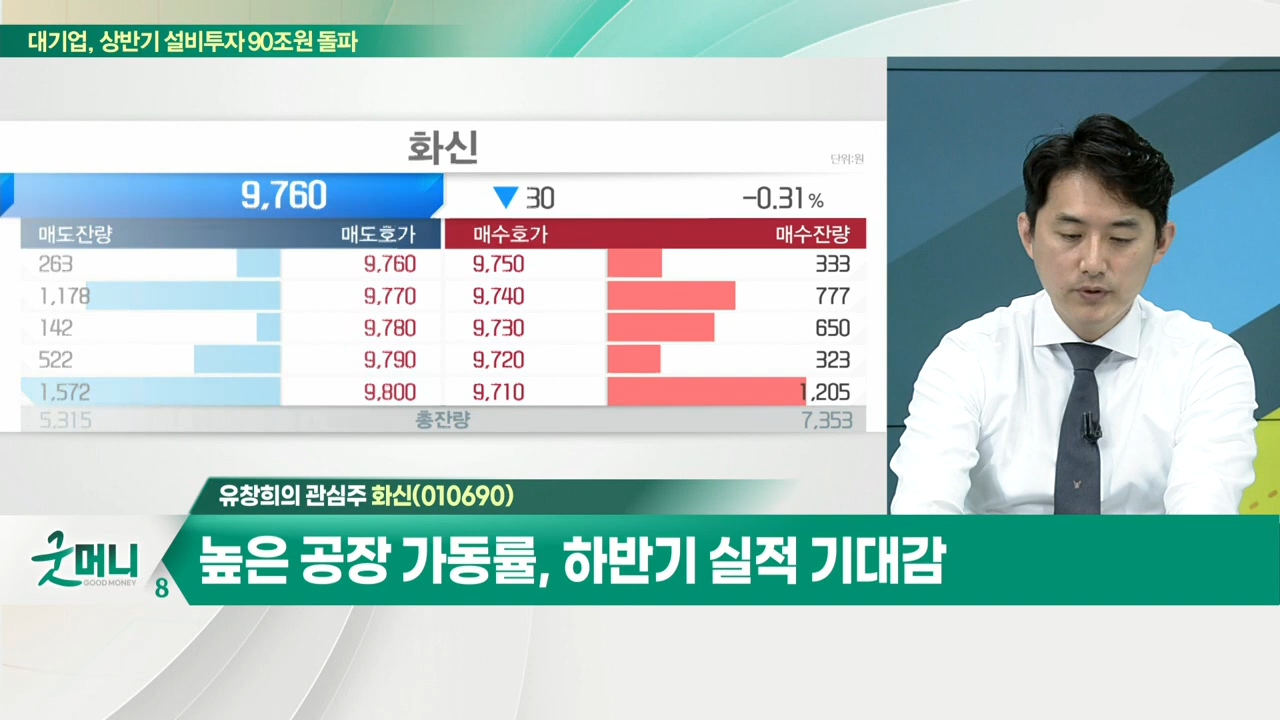 대기업, 상반기 설비투자 90조원 돌파
화신
단위:원
9,760 ▼ 30 -0.31%
매도잔량 매도호가 매수호가 매수잔량
263 9,760 9,750 333
1,178 9,770 9,740 777
142 9,780 9,730 650
522 9,790 9,720 323
1,572 9,800 9,710 1,205
5,315 총잔량 7,353
유창희의 관심주 화신(010690)
굿머니
GOOD MONEY
8
높은 공장 가동률, 하반기 실적 기대감